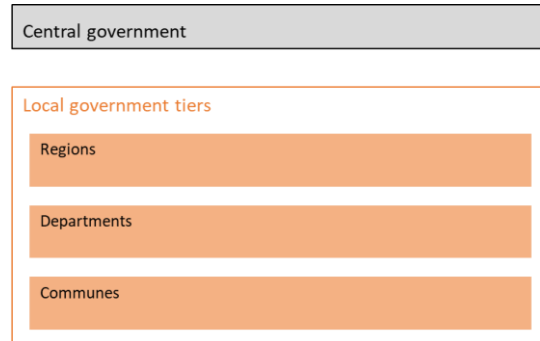 Central government
Local government tiers
Regions
Departments
Communes